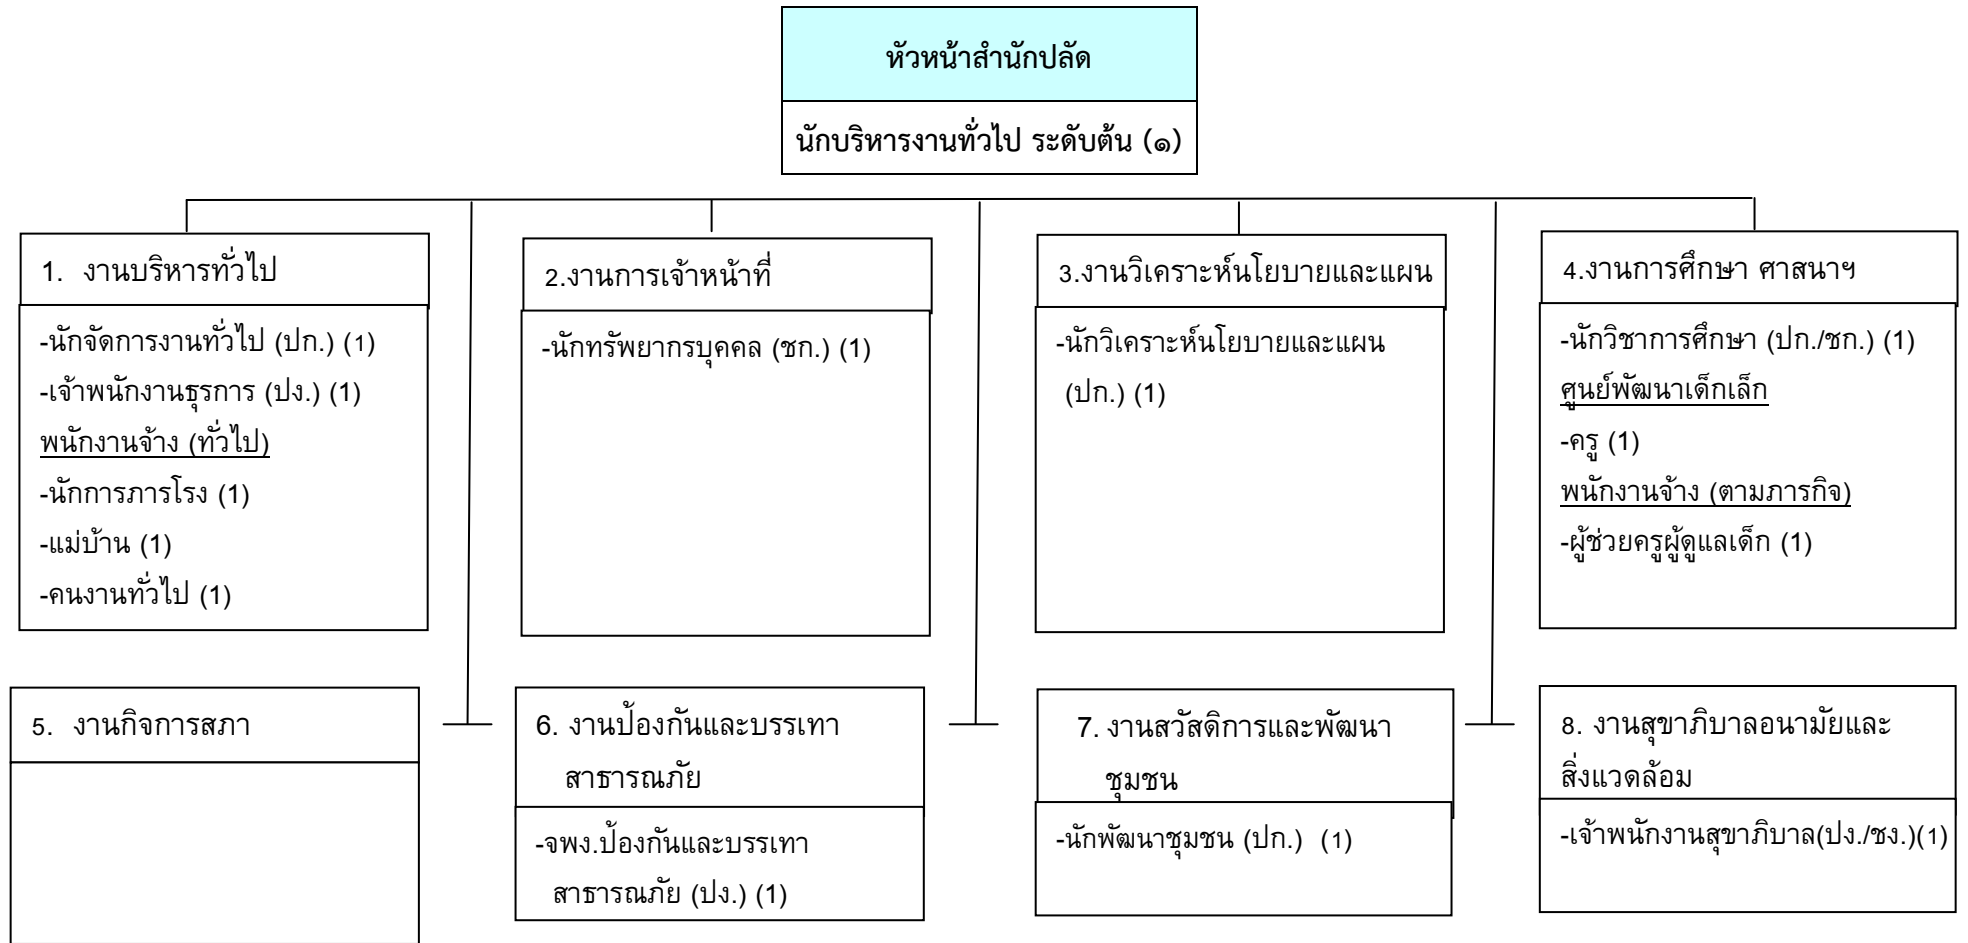 หัวหน้าสำนักปลัด
นักบริหารงานทั่วไป ระดับต้น (๑)
1. งานบริหารทั่วไป
-นักจัดการงานทั่วไป (ปก.) (1)
-เจ้าพนักงานธุรการ (ปง.) (1)
พนักงานจ้าง (ทั่วไป)
-นักการภารโรง (1)
-แม่บ้าน (1)
-คนงานทั่วไป (1)
2.งานการเจ้าหน้าที่
-นักทรัพยากรบุคคล (ชก.) (1)
3.งานวิเคราะห์นโยบายและแผน
-นักวิเคราะห์นโยบายและแผน
(ปก.) (1)
4.งานการศึกษา ศาสนาฯ
-นักวิชาการศึกษา (ปก./ชก.) (1)
ศูนย์พัฒนาเด็กเล็ก
-ครู (1)
พนักงานจ้าง (ตามภารกิจ)
-ผู้ช่วยครูผู้ดูแลเด็ก (1)
5. งานกิจการสภา
6. งานป้องกันและบรรเทา
สาธารณภัย
-จพง.ป้องกันและบรรเทา
สาธารณภัย (ปง.) (1)
7. งานสวัสดิการและพัฒนา
ชุมชน
-นักพัฒนาชุมชน (ปก.) (1)
8. งานสุขาภิบาลอนามัยและ
สิ่งแวดล้อม
-เจ้าพนักงานสุขาภิบาล(ปง./ชง.)(1)